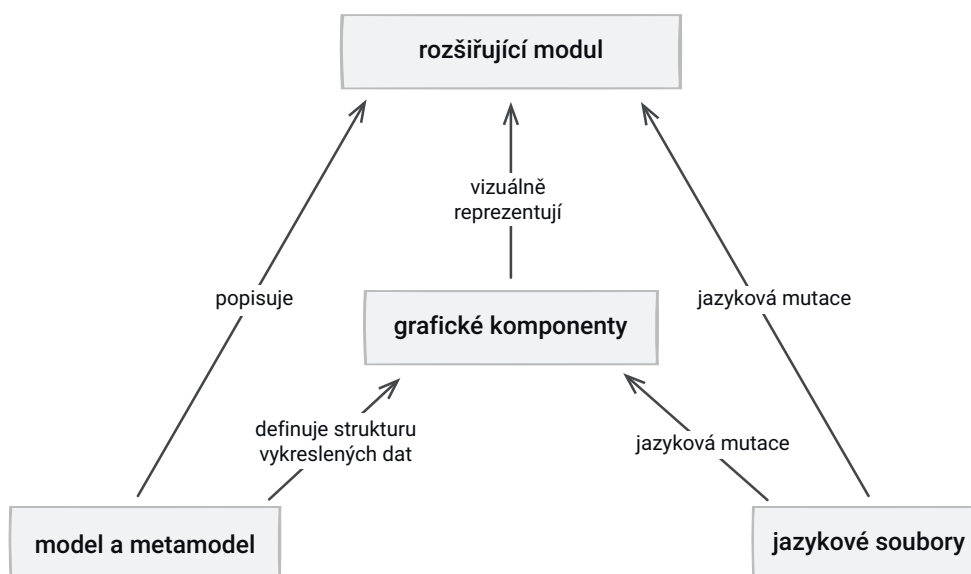 rozšiřující modul
vizuálně
reprezentují
popisuje
jazyková mutace
grafické komponenty
definuje strukturu
vykreslených dat
jazyková mutace
model a metamodel
jazykové soubory